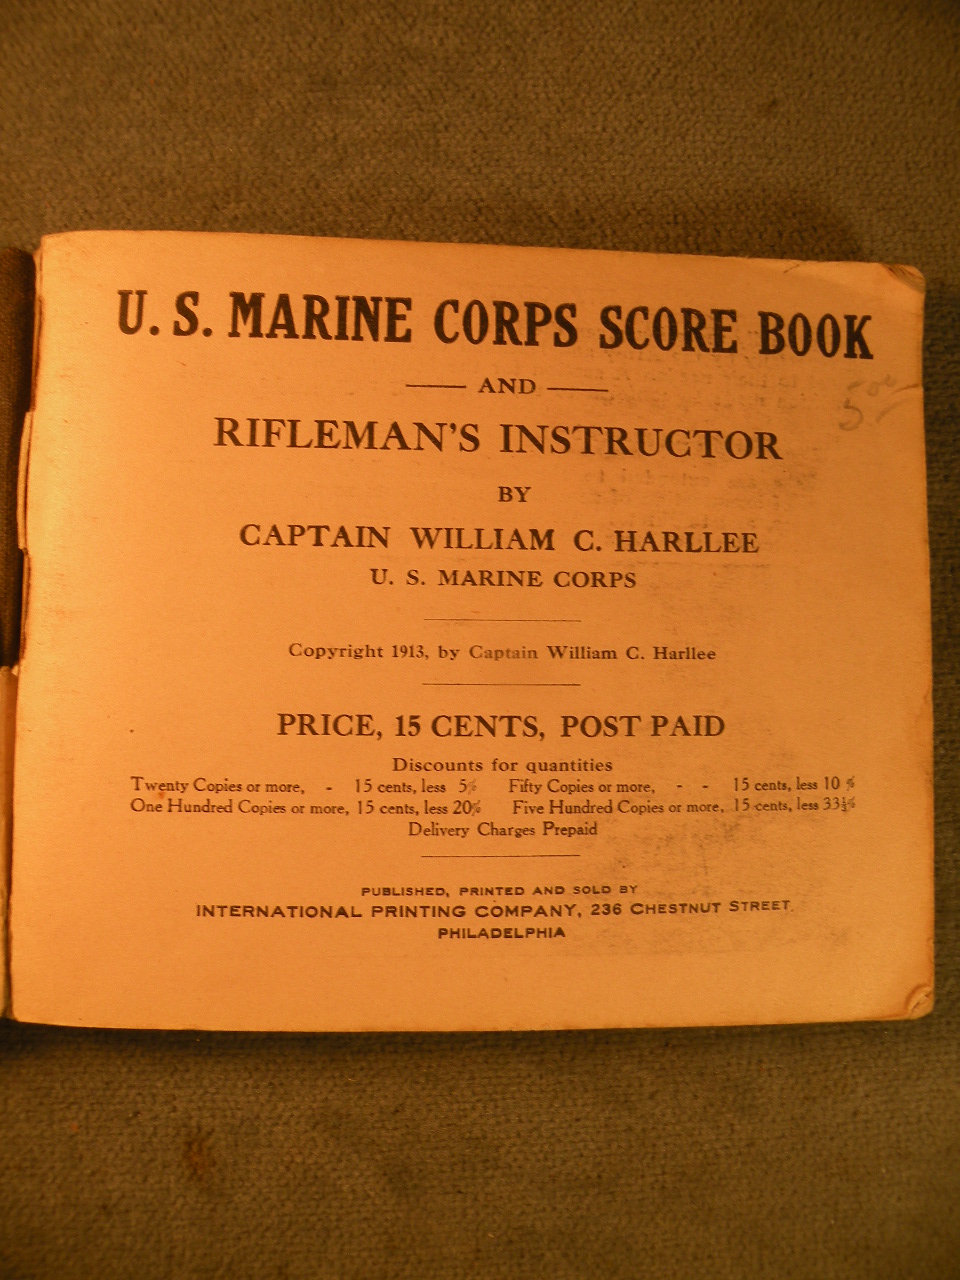 U. S. MARINE CORPS SCORE BOOK
AND
RIFLEMAN'S INSTRUCTOR
BY
CAPTAIN WILLIAM C. HARLLEE
U. S. MARINE CORPS
Copyright 1913, by Captain William C. Harllee
PRICE, 15 CENTS, POST PAID
Discounts for quantities
Twenty Copies or more, - 15 cents, less 5% Fifty Copies or more, - - 15 cents, less 10%
One Hundred Copies or more, 15 cents, less 20% Five Hundred Copies or more, 15 cents, less 33⅓%
Delivery Charges Prepaid
PUBLISHED, PRINTED AND SOLD BY
INTERNATIONAL PRINTING COMPANY, 236 CHESTNUT STREET,
PHILADELPHIA